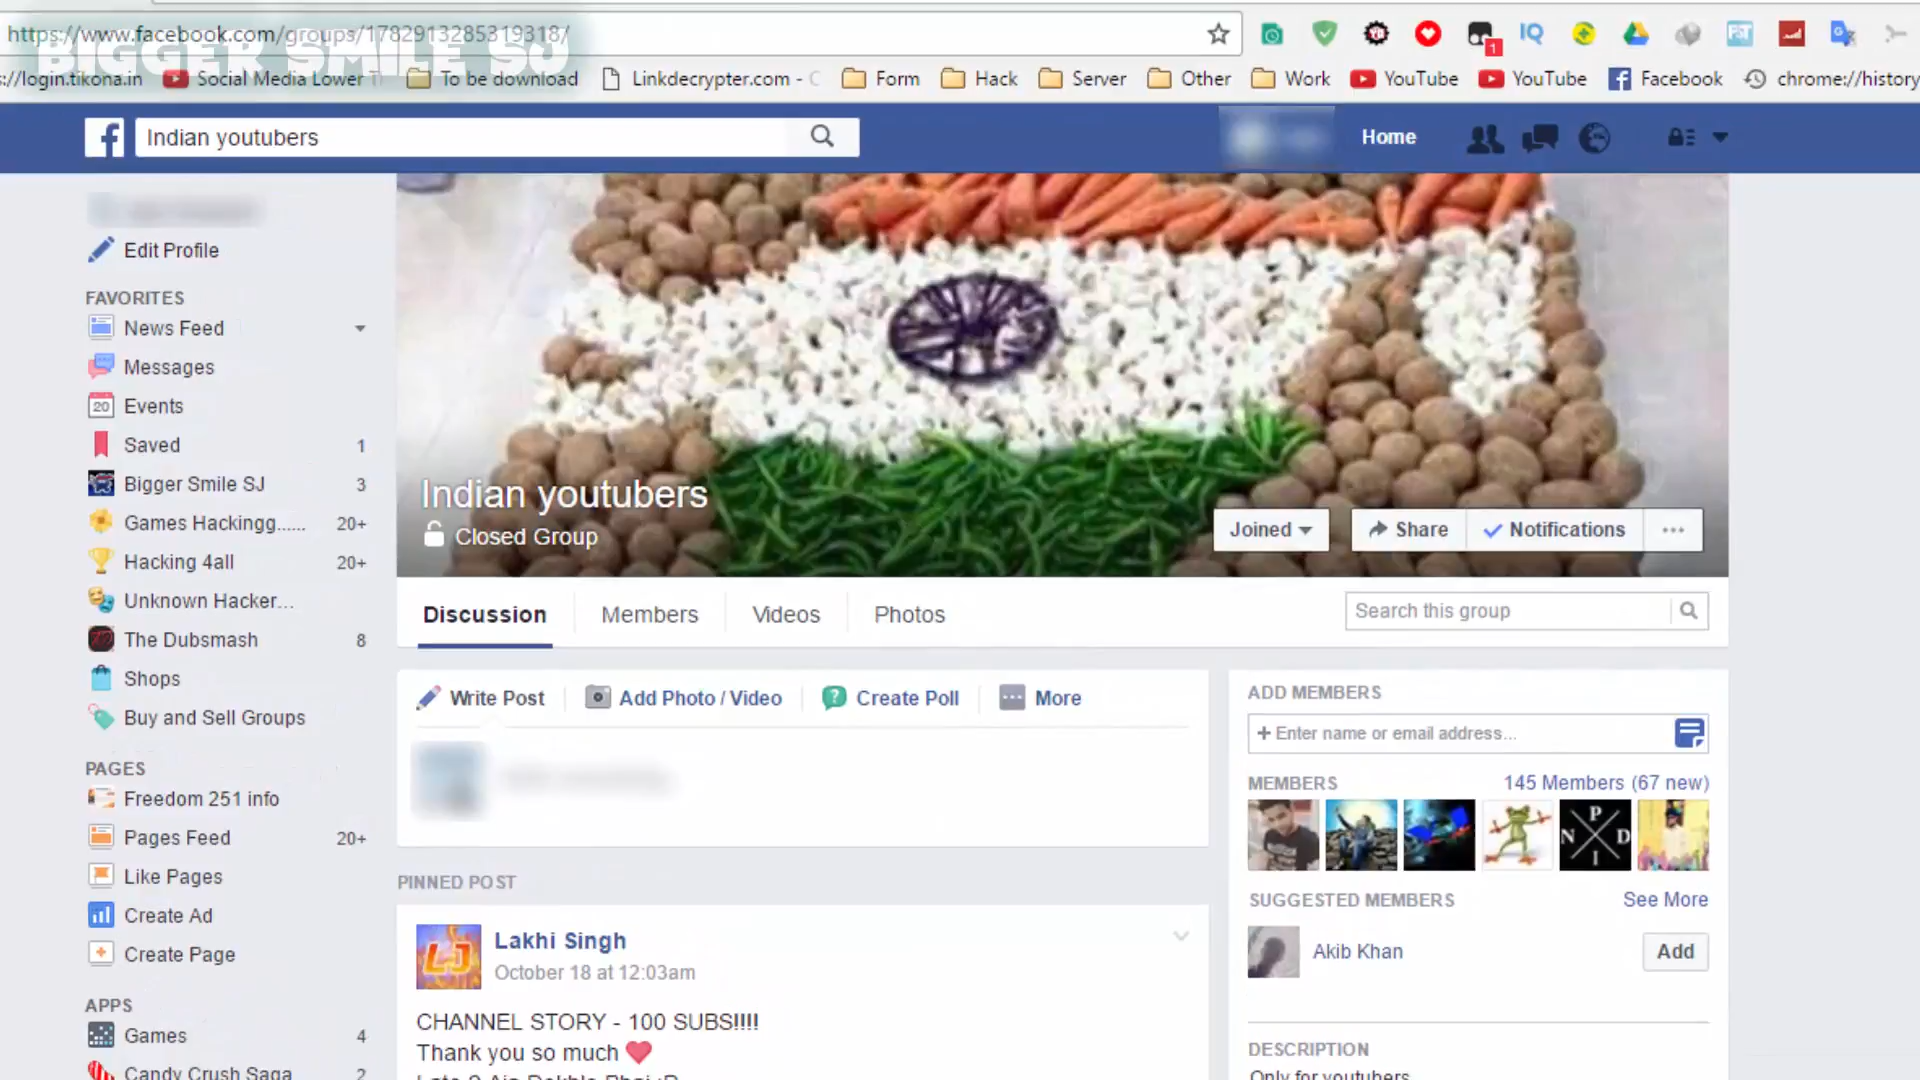 https://www.facebook.com/groups/1782913285319318/
BIGGER SMILE SJ
://login.tikona.in
Social Media Lower
To be download
Linkdecrypter.com -
Form
Hack
Server
Other
Work
YouTube
YouTube
Facebook
chrome://history
Indian youtubers
Home
Edit Profile
FAVORITES
News Feed
Messages
20
Events
Saved 1
Bigger Smile SJ 3
Games Hackingg...... 20+
Hacking 4all 20+
Unknown Hacker...
The Dubsmash 8
Shops
Buy and Sell Groups
PAGES
Freedom 251 info
Pages Feed 20+
Like Pages
Create Ad
Create Page
APPS
Games 4
Candy Crush Saga 2
Indian youtubers
Closed Group
Joined
Share
Notifications
Discussion
Members
Videos
Photos
Search this group
Write Post
Add Photo / Video
Create Poll
More
PINNED POST
Lakhi Singh
October 18 at 12:03am
CHANNEL STORY - 100 SUBS!!!!
Thank you so much ❤
ADD MEMBERS
+ Enter name or email address...
MEMBERS
145 Members (67 new)
P
N D
I
SUGGESTED MEMBERS
See More
Akib Khan
Add
DESCRIPTION
Only for youtubers